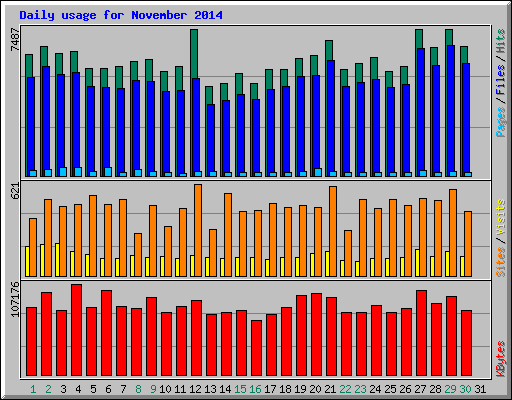 Daily usage for November 2014
7487
Pages / Files / Hits
621
Sites / Visits
107176
KBytes
1 2 3 4 5 6 7 8 9 10 11 12 13 14 15 16 17 18 19 20 21 22 23 24 25 26 27 28 29 30 31